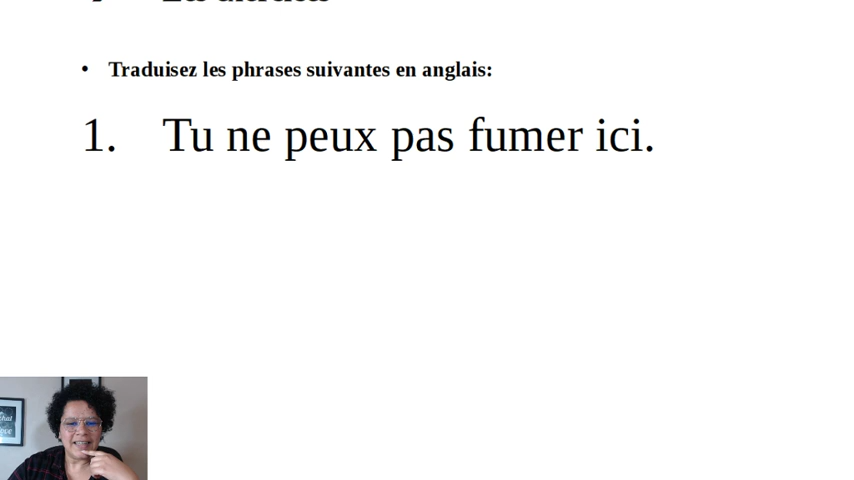 • Traduisez les phrases suivantes en anglais:
1. Tu ne peux pas fumer ici.